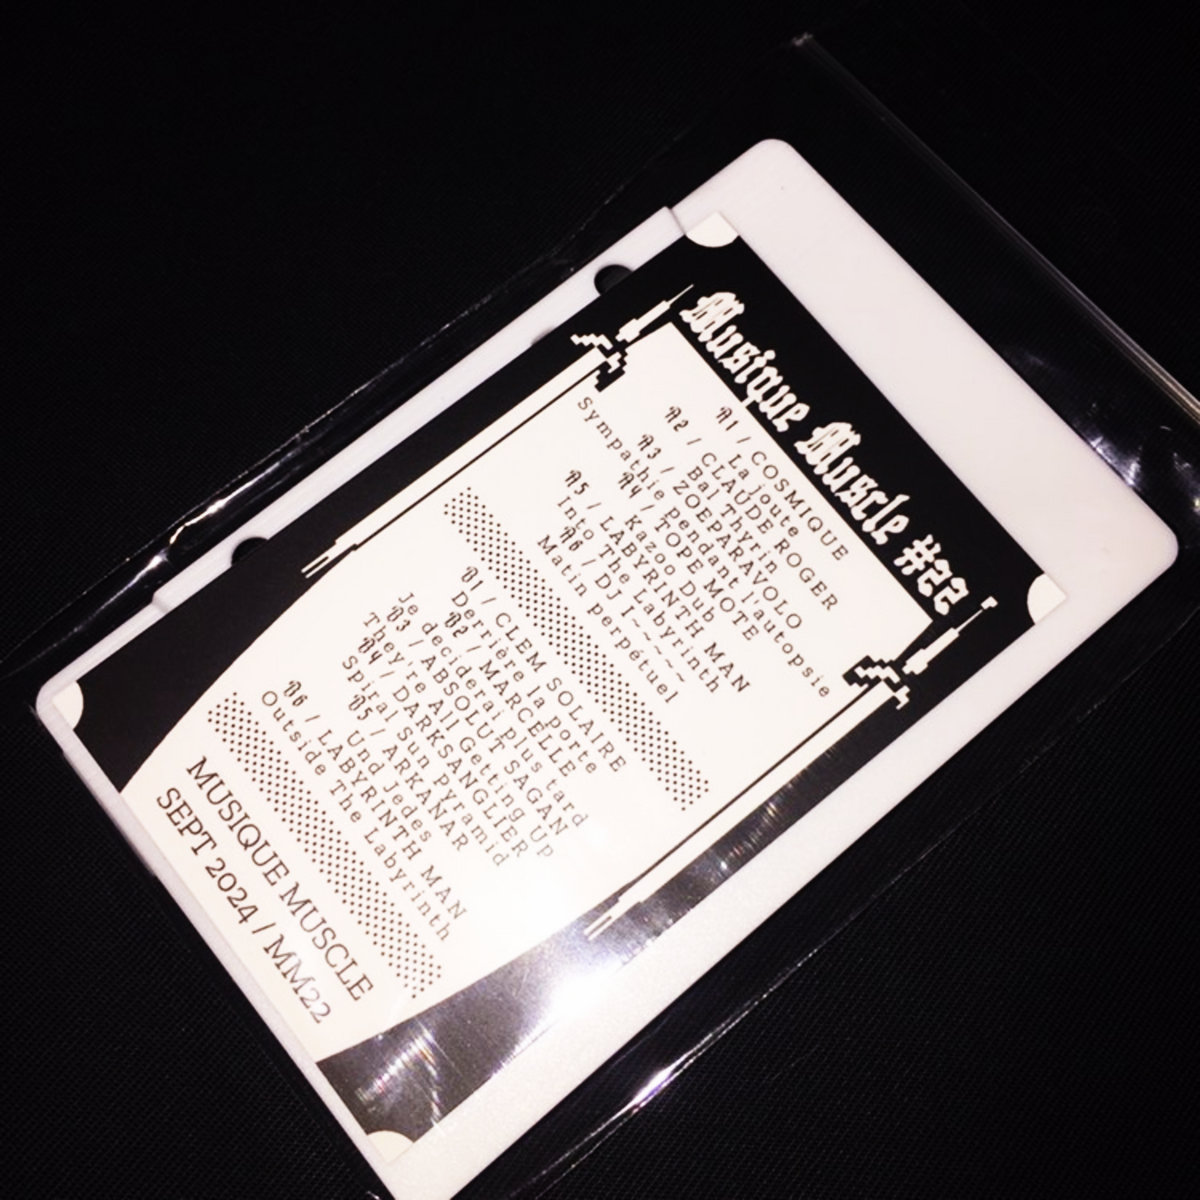 Musique Muscle #22
A1 / COSMIQUE
La joute
A2 / CLAUDE ROGER
Bal Thyrin
A3 / ZOEPARAVOLO
Sympathie pendant l'autopsie
A4 / TOPE MOTE
Kazoo Dub
A5 / LABYRINTH MAN
Into The Labyrinth
A6 / DJ I~~~~~
Matin perpétuel
B1 / CLEM SOLAIRE
Derrière la porte
B2 / MARCELLE
Je deciderai plus tard
B3 / ABSOLUT SAGAN
They're All Getting Up
B4 / DARKSANGLIER
Spiral Sun Pyramid
B5 / ARKANAR
Und Jedes
B6 / LABYRINTH MAN
Outside The Labyrinth
MUSIQUE MUSCLE
SEPT 2024 / MM22